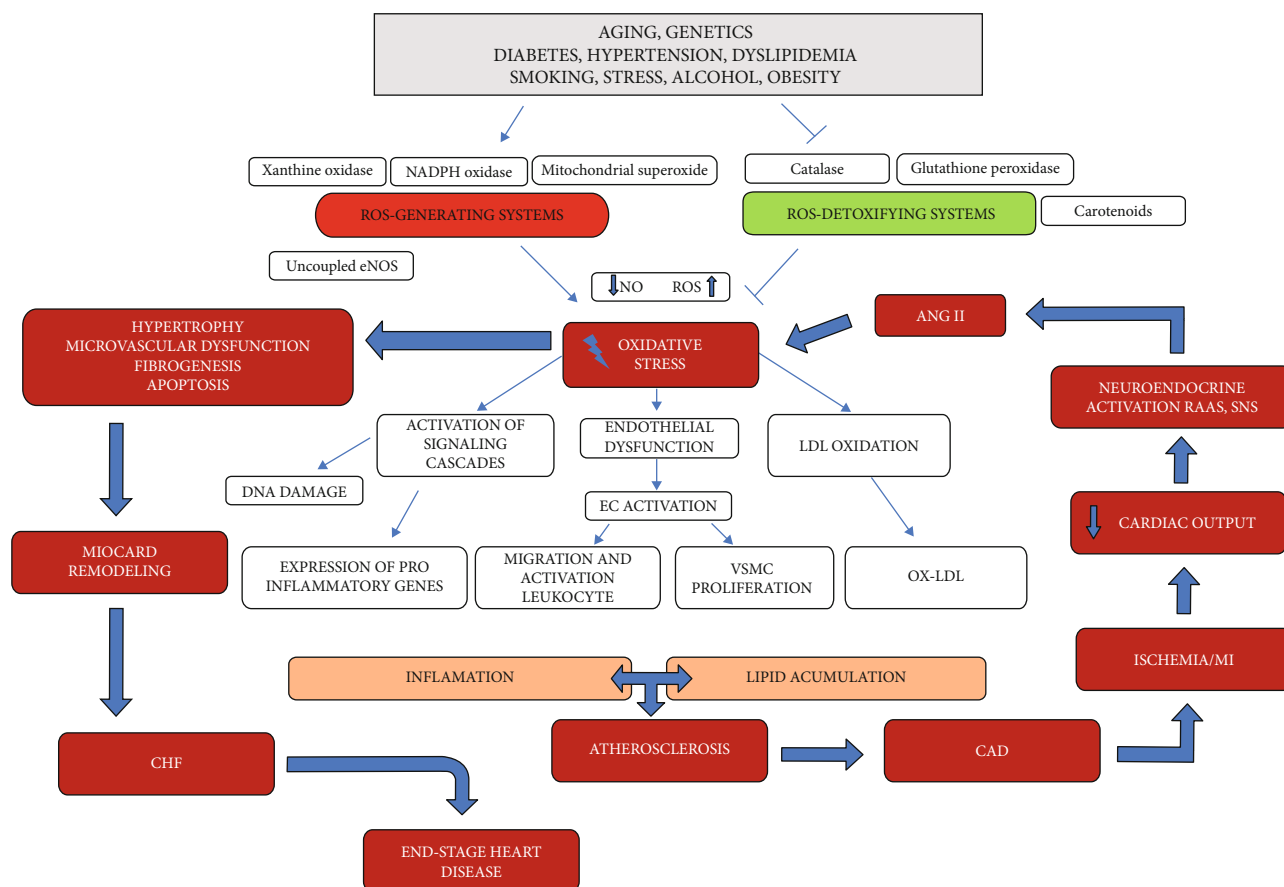 AGING, GENETICS
DIABETES, HYPERTENSION, DYSLIPIDEMIA
SMOKING, STRESS, ALCOHOL, OBESITY
Xanthine oxidase
NADPH oxidase
Mitochondrial superoxide
Catalase
Glutathione peroxidase
ROS-GENERATING SYSTEMS
ROS-DETOXIFYING SYSTEMS
Carotenoids
Uncoupled eNOS
NO ROS
ANG II
HYPERTROPHY
MICROVASCULAR DYSFUNCTION
FIBROGENESIS
APOPTOSIS
OXIDATIVE
STRESS
NEUROENDOCRINE
ACTIVATION RAAS, SNS
ACTIVATION OF
SIGNALING
CASCADES
ENDOTHELIAL
DYSFUNCTION
LDL OXIDATION
DNA DAMAGE
EC ACTIVATION
CARDIAC OUTPUT
MIOCARD
REMODELING
EXPRESSION OF PRO
INFLAMMATORY GENES
MIGRATION AND
ACTIVATION
LEUKOCYTE
VSMC
PROLIFERATION
OX-LDL
ISCHEMIA/MI
INFLAMATION
LIPID ACUMULATION
CHF
ATHEROSCLEROSIS
CAD
END-STAGE HEART
DISEASE